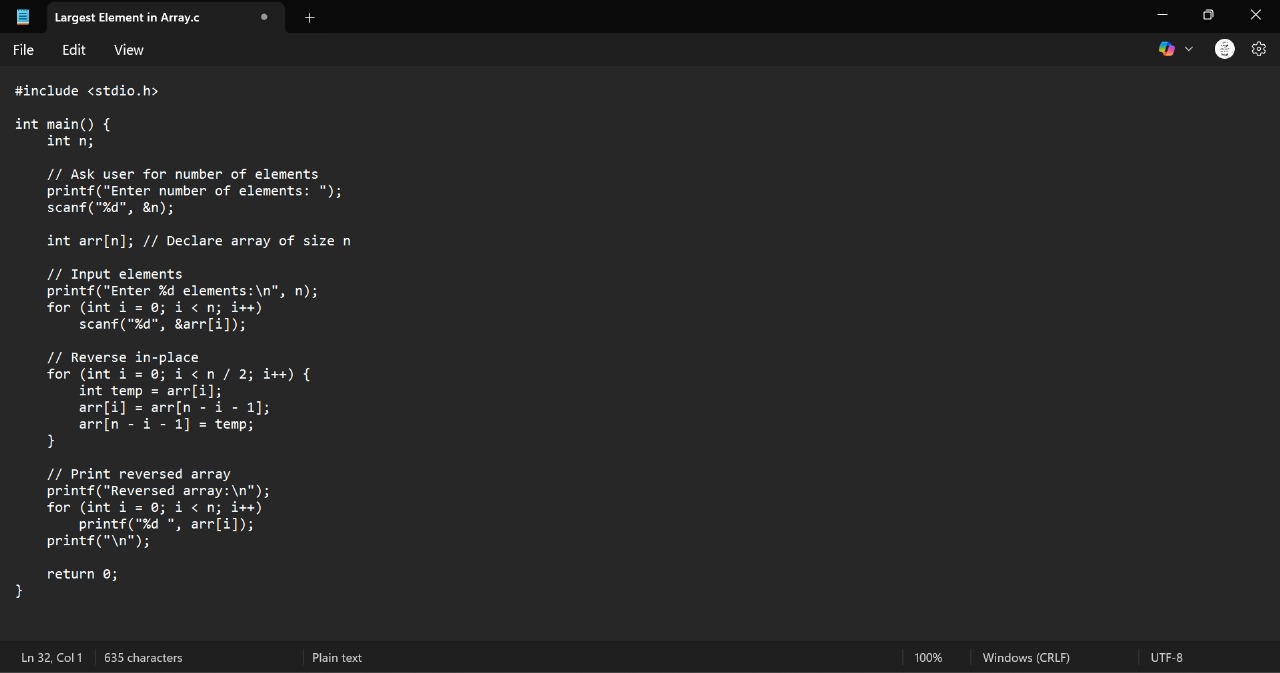 Largest Element in Array.c
File Edit View
#include <stdio.h>

int main() {
    int n;

    // Ask user for number of elements
    printf("Enter number of elements: ");
    scanf("%d", &n);

    int arr[n]; // Declare array of size n

    // Input elements
    printf("Enter %d elements:\n", n);
    for (int i = 0; i < n; i++)
        scanf("%d", &arr[i]);

    // Reverse in-place
    for (int i = 0; i < n / 2; i++) {
        int temp = arr[i];
        arr[i] = arr[n - i - 1];
        arr[n - i - 1] = temp;
    }

    // Print reversed array
    printf("Reversed array:\n");
    for (int i = 0; i < n; i++)
        printf("%d ", arr[i]);
    printf("\n");

    return 0;
}
Ln 32, Col 1 635 characters Plain text 100% Windows (CRLF) UTF-8